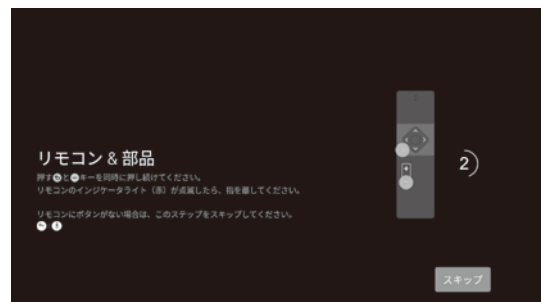 リモコン & 部品
押すとキーを同時に押し続けてください。
リモコンのインジケータライト（赤）が点滅したら、指を離してください。
リモコンにボタンがない場合は、このステップをスキップしてください。
2
スキップ